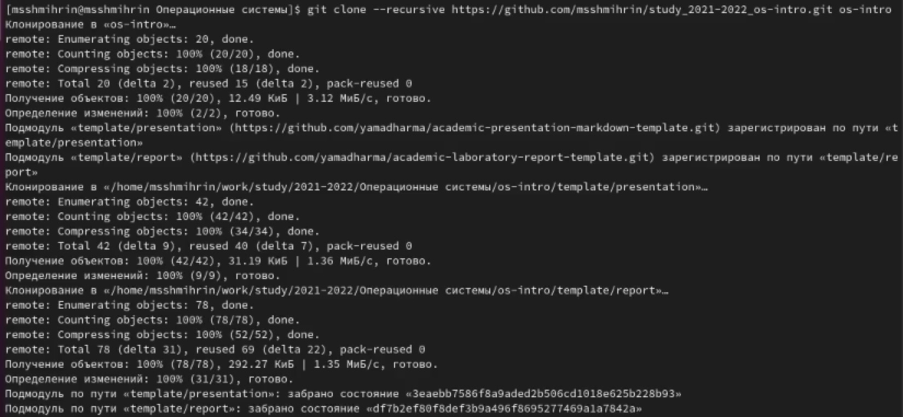 [msshmihrin@msshmihrin Операционные системы]$ git clone --recursive https://github.com/msshmihrin/study_2021-2022_os-intro.git os-intro
Клонирование в «os-intro»…
remote: Enumerating objects: 20, done.
remote: Counting objects: 100% (20/20), done.
remote: Compressing objects: 100% (18/18), done.
remote: Total 20 (delta 2), reused 15 (delta 2), pack-reused 0
Получение объектов: 100% (20/20), 12.49 КиБ | 3.12 МиБ/с, готово.
Определение изменений: 100% (2/2), готово.
Подмодуль «template/presentation» (https://github.com/yamadharma/academic-presentation-markdown-template.git) зарегистрирован по пути «t
emplate/presentation»
Подмодуль «template/report» (https://github.com/yamadharma/academic-laboratory-report-template.git) зарегистрирован по пути «template/re
port»
Клонирование в «/home/msshmihrin/work/study/2021-2022/Операционные системы/os-intro/template/presentation»…
remote: Enumerating objects: 42, done.
remote: Counting objects: 100% (42/42), done.
remote: Compressing objects: 100% (34/34), done.
remote: Total 42 (delta 9), reused 40 (delta 7), pack-reused 0
Получение объектов: 100% (42/42), 31.19 КиБ | 1.36 МиБ/с, готово.
Определение изменений: 100% (9/9), готово.
Клонирование в «/home/msshmihrin/work/study/2021-2022/Операционные системы/os-intro/template/report»…
remote: Enumerating objects: 78, done.
remote: Counting objects: 100% (78/78), done.
remote: Compressing objects: 100% (52/52), done.
remote: Total 78 (delta 31), reused 69 (delta 22), pack-reused 0
Получение объектов: 100% (78/78), 292.27 КиБ | 1.35 МиБ/с, готово.
Определение изменений: 100% (31/31), готово.
Подмодуль по пути «template/presentation»: забрано состояние «3eaebb7586f8a9aded2b506cd1018e625b228b93»
Подмодуль по пути «template/report»: забрано состояние «df7b2ef80f8def3b9a496f8695277469a1a7842a»